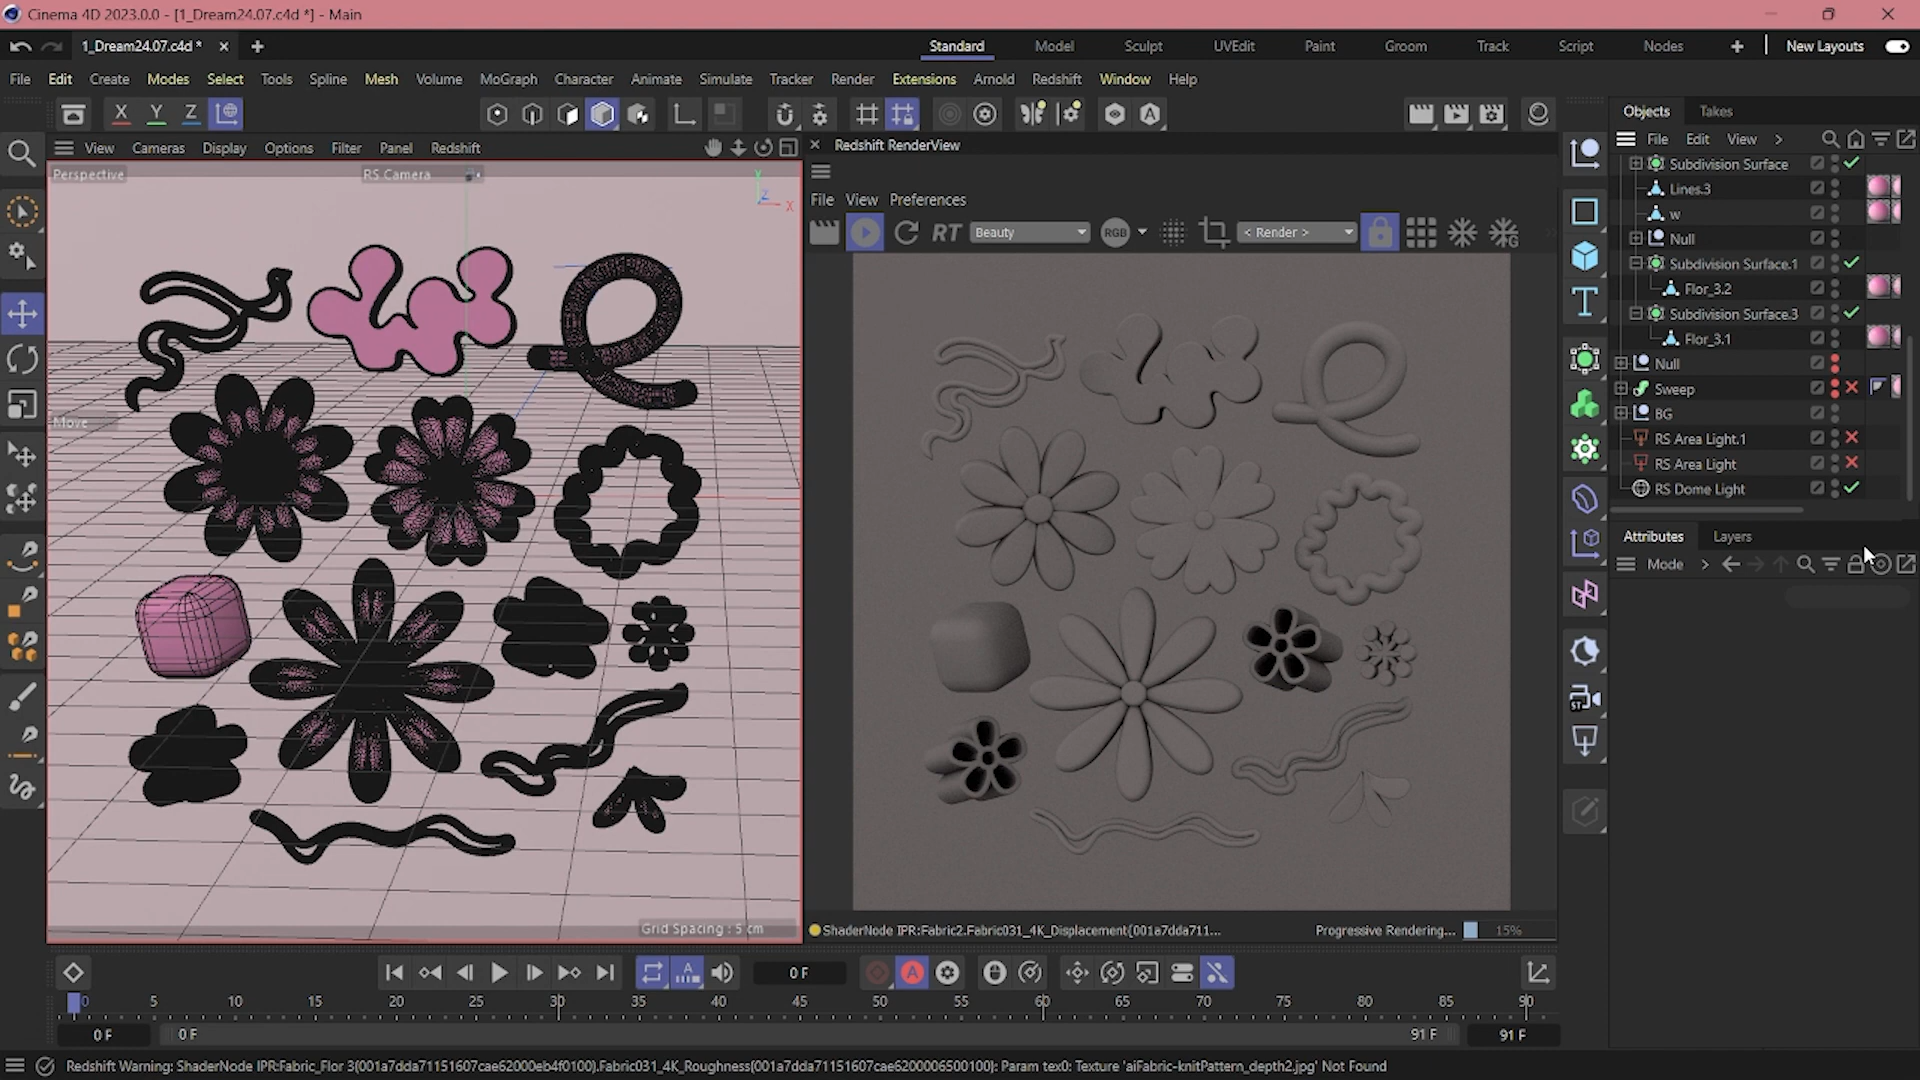 Cinema 4D 2023.0.0 - [1_Dream24.07.c4d *] - Main
1_Dream24.07.c4d *
Standard
Model
Sculpt
UVEdit
Paint
Groom
Track
Script
Nodes
New Layouts
File
Edit
Create
Modes
Select
Tools
Spline
Mesh
Volume
MoGraph
Character
Animate
Simulate
Tracker
Render
Extensions
Arnold
Redshift
Window
Help
X
Y
Z
View
Cameras
Display
Options
Filter
Panel
Redshift
Perspective
RS Camera
Y
Z
X
Move
Grid Spacing : 5 cm
Redshift RenderView
File
View
Preferences
RT
Beauty
RGB
< Render >
ShaderNode IPR:Fabric2.Fabric031_4K_Displacement{001a7dda711...
Progressive Rendering...
15%
Objects
Takes
File
Edit
View
Subdivision Surface
Lines.3
w
Null
Subdivision Surface.1
Flor_3.2
Subdivision Surface.3
Flor_3.1
Null
Sweep
BG
RS Area Light.1
RS Area Light
RS Dome Light
Attributes
Layers
Mode
0 F
0
5
10
15
20
25
30
35
40
45
50
55
60
65
70
75
80
85
90
0 F
0 F
91 F
91 F
Redshift Warning: ShaderNode IPR:Fabric_Flor 3{001a7dda71151607cae62000eb4f0100}.Fabric031_4K_Roughness{001a7dda71151607cae6200006500100}: Param tex0: Texture 'aiFabric-knitPattern_depth2.jpg' Not Found